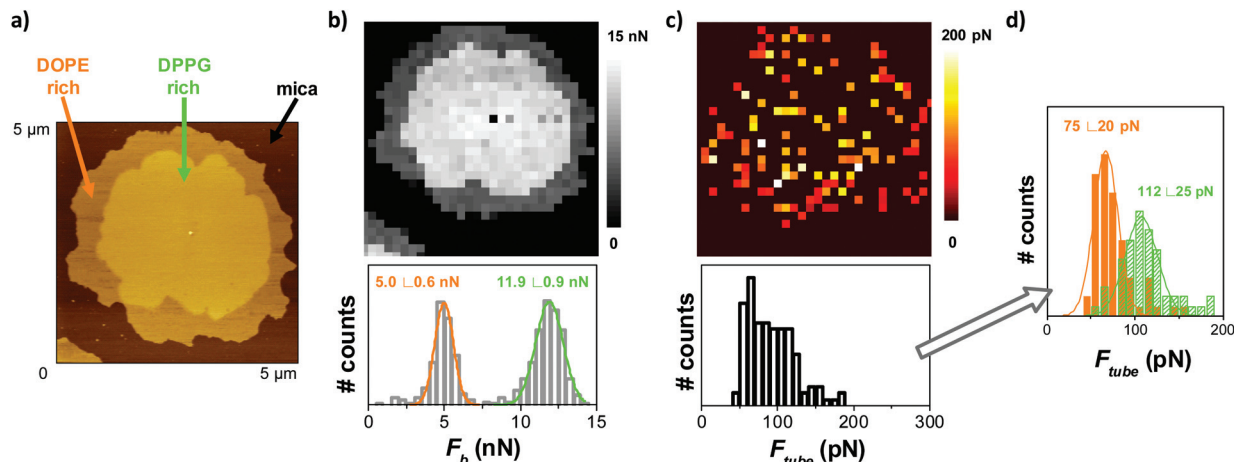 a)
DOPE
rich
DPPG
rich
mica
5 µm
0
5 µm
b)
15 nN
0
5.0 ∟0.6 nN
11.9 ∟0.9 nN
# counts
0
5
10
15
F_b (nN)
c)
200 pN
0
# counts
0
100
200
300
F_tube (pN)
d)
75 ∟20 pN
112 ∟25 pN
# counts
0
100
200
F_tube (pN)